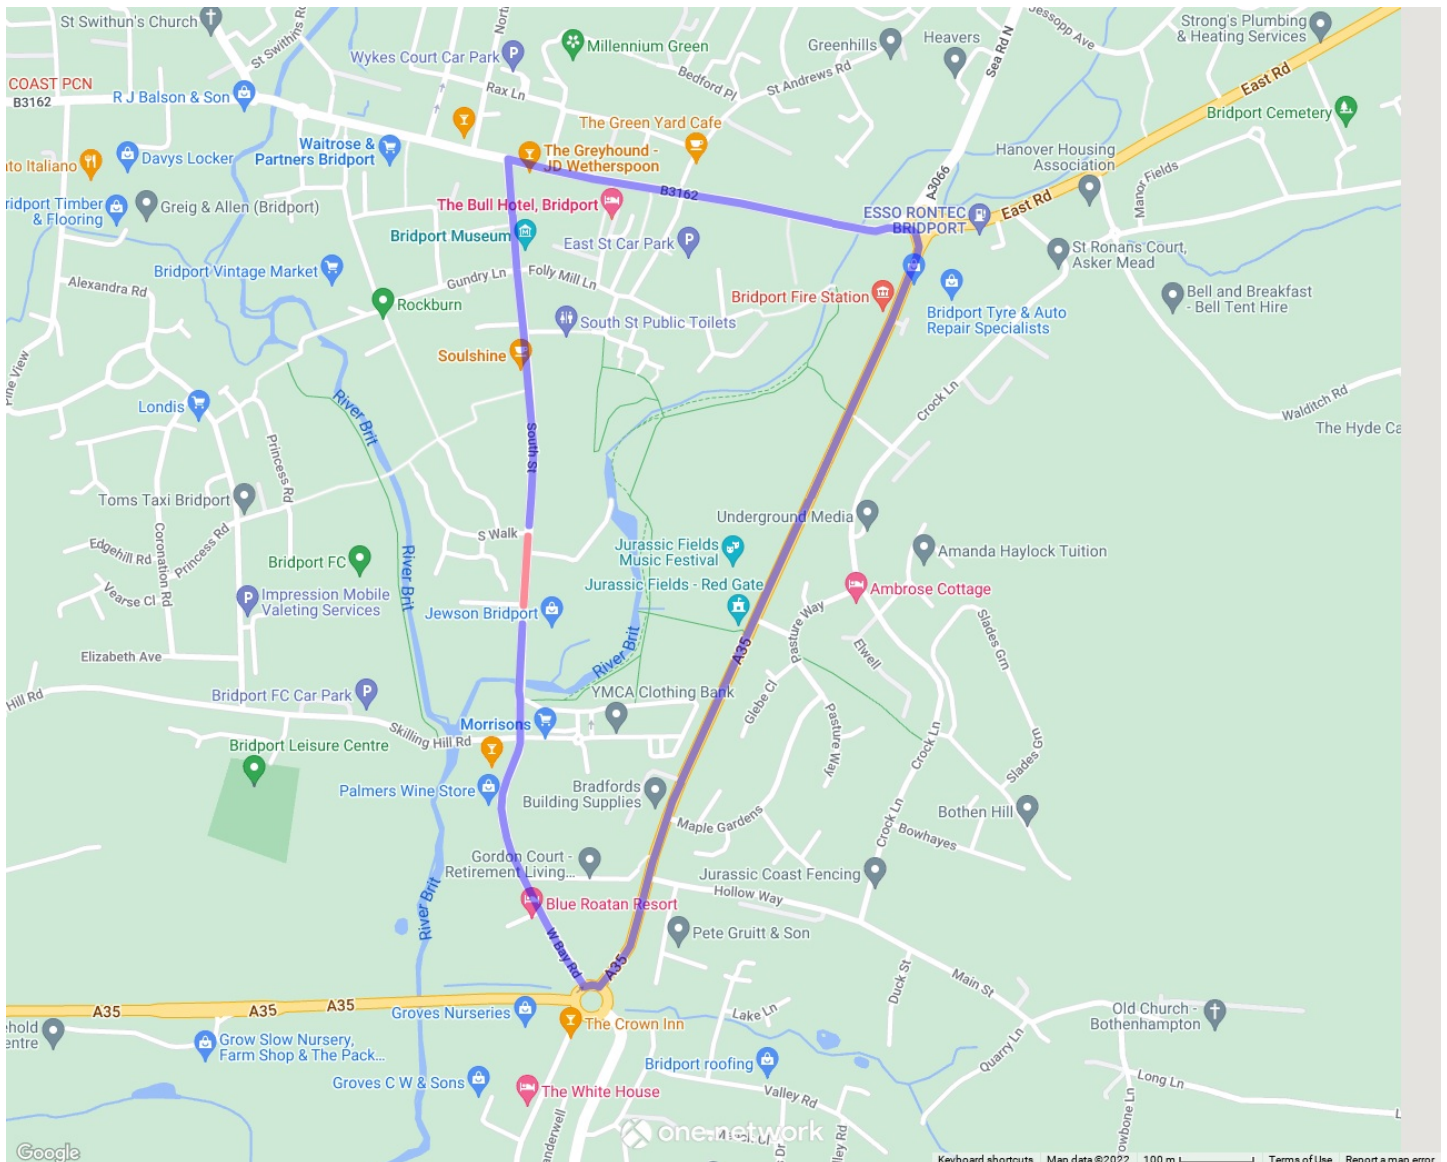 St Swithun's Church
St Swithins Rd
Wykes Court Car Park
Millennium Green
Greenhills
Heavers
Sea Rd N
Jessopp Ave
Strong's Plumbing
& Heating Services
COAST PCN
B3162
R J Balson & Son
Rax Ln
Bedford Pl
St Andrews Rd
East Rd
Bridport Cemetery
Waitrose &
Partners Bridport
The Green Yard Cafe
The Greyhound -
JD Wetherspoon
Hanover Housing
Association
Davys Locker
B3162
A3066
Manor Fields
Greig & Allen (Bridport)
& Flooring
The Bull Hotel, Bridport
ESSO RONTEC
BRIDPORT
East Rd
Bridport Museum
East St Car Park
St Ronans Court,
Asker Mead
Bridport Vintage Market
Gundry Ln
Folly Mill Ln
Alexandra Rd
Rockburn
Bridport Fire Station
Bridport Tyre & Auto
Repair Specialists
Bell and Breakfast
- Bell Tent Hire
South St Public Toilets
Soulshine
Pine View
Londis
River Brit
Crock Ln
Walditch Rd
The Hyde Ca
South St
Princess Rd
Toms Taxi Bridport
Coronation Rd
Princess Rd
Edgehill Rd
S Walk
Underground Media
Jurassic Fields
Music Festival
Amanda Haylock Tuition
Bridport FC
River Brit
Jurassic Fields - Red Gate
Ambrose Cottage
Vearse Cl
Impression Mobile
Valeting Services
Jewson Bridport
Pasture Way
Slades Grn
Elizabeth Ave
River Brit
A35
Elwell
Hill Rd
Bridport FC Car Park
YMCA Clothing Bank
Glebe Cl
Pasture Way
Skilling Hill Rd
Morrisons
Crock Ln
Slades Grn
Bridport Leisure Centre
Palmers Wine Store
Bradfords
Building Supplies
Maple Gardens
Crock Ln
Bothen Hill
Bowhayes
Gordon Court -
Retirement Living...
Jurassic Coast Fencing
Blue Roatan Resort
Hollow Way
River Brit
W Bay Rd
A35
Pete Gruitt & Son
Duck St
Main St
A35
A35
A35
Groves Nurseries
The Crown Inn
Lake Ln
Old Church -
Bothenhampton
Grow Slow Nursery,
Farm Shop & The Pack...
Groves C W & Sons
The White House
Bridport roofing
Valley Rd
Quarry Ln
Long Ln
one.network
Google
Keyboard shortcuts
Map data ©2022
100 m
Terms of Use
Report a map error